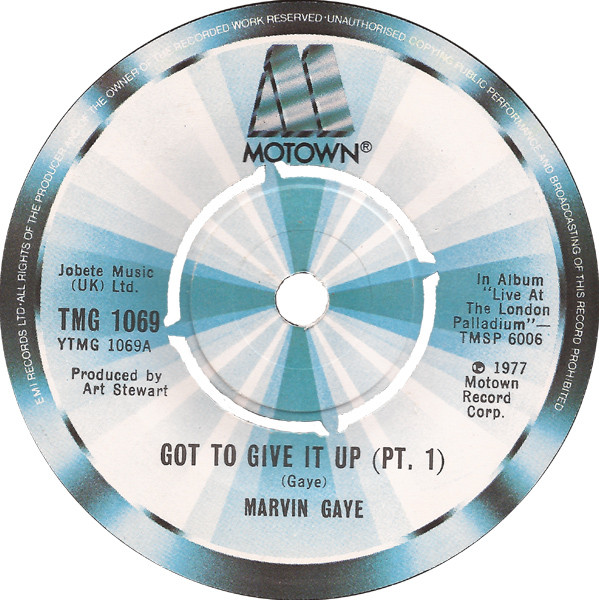 EMI RECORDS LTD·ALL RIGHTS OF THE PRODUCER AND OF THE OWNER OF THE RECORDED WORK RESERVED·UNAUTHORISED COPYING PUBLIC PERFORMANCE AND BROADCASTING OF THIS RECORD PROHIBITED
MOTOWN®
Jobete Music
(UK) Ltd.
TMG 1069
YTMG 1069A
Produced by
Art Stewart
In Album
"Live At
The London
Palladium"—
TMSP 6006
℗ 1977
Motown
Record
Corp.
GOT TO GIVE IT UP (PT. 1)
(Gaye)
MARVIN GAYE